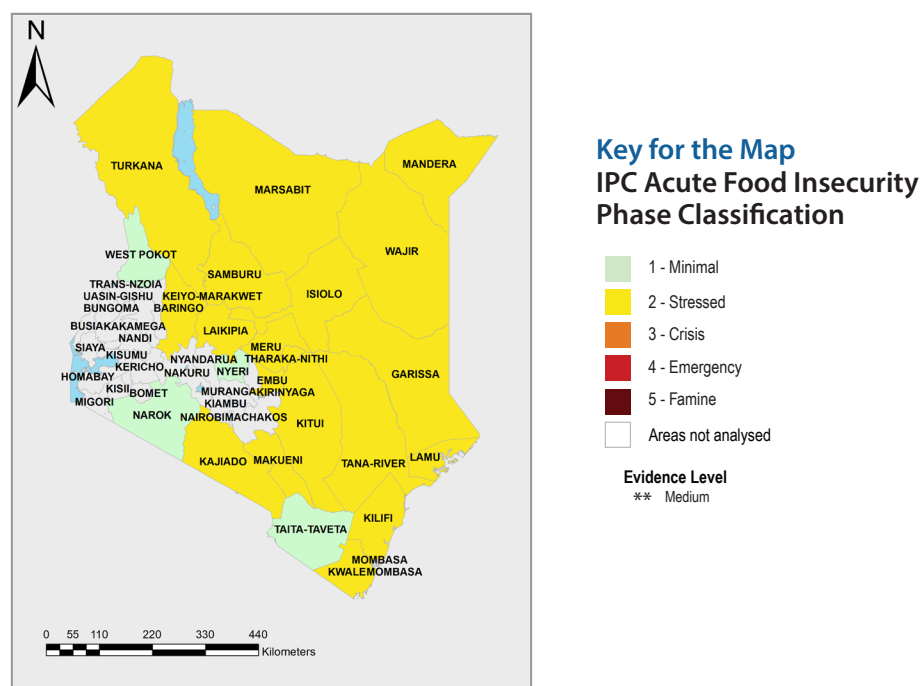 N
TURKANA
MARSABIT
MANDERA
WAJIR
WEST POKOT
SAMBURU
TRANS-NZOIA
ISIOLO
UASIN-GISHU KEIYO-MARAKWET
BUNGOMA BARINGO
BUSIAKAKAMEGA LAIKIPIA
NANDI
SIAYA MERU
KISUMU NYANDARUA THARAKA-NITHI
KERICHO NAKURU NYERI GARISSA
HOMABAY EMBU
KISII BOMET MURANGAKIRINYAGA
MIGORI KIAMBU
NAROK NAIROBIMACHAKOS KITUI
KAJIADO MAKUENI TANA-RIVER LAMU
KILIFI
TAITA-TAVETA
MOMBASA
KWALEMOMBASA
0 55 110 220 330 440
Kilometers
Key for the Map
IPC Acute Food Insecurity
Phase Classification
1 - Minimal
2 - Stressed
3 - Crisis
4 - Emergency
5 - Famine
Areas not analysed
Evidence Level
** Medium